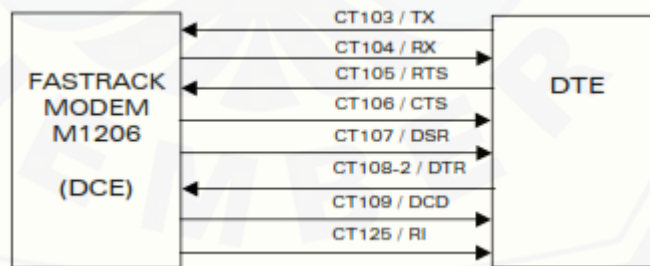 CT103 / TX
CT104 / RX
CT105 / RTS
CT106 / CTS
CT107 / DSR
CT108-2 / DTR
CT109 / DCD
CT125 / RI
FASTRACK
MODEM
M1206
(DCE)
DTE
EMBER